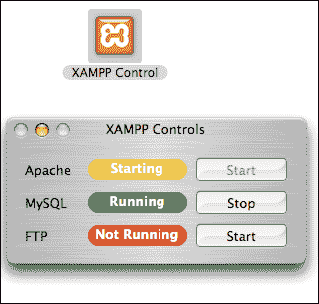 XAMPP Control
XAMPP Controls
Apache Starting Start
MySQL Running Stop
FTP Not Running Start